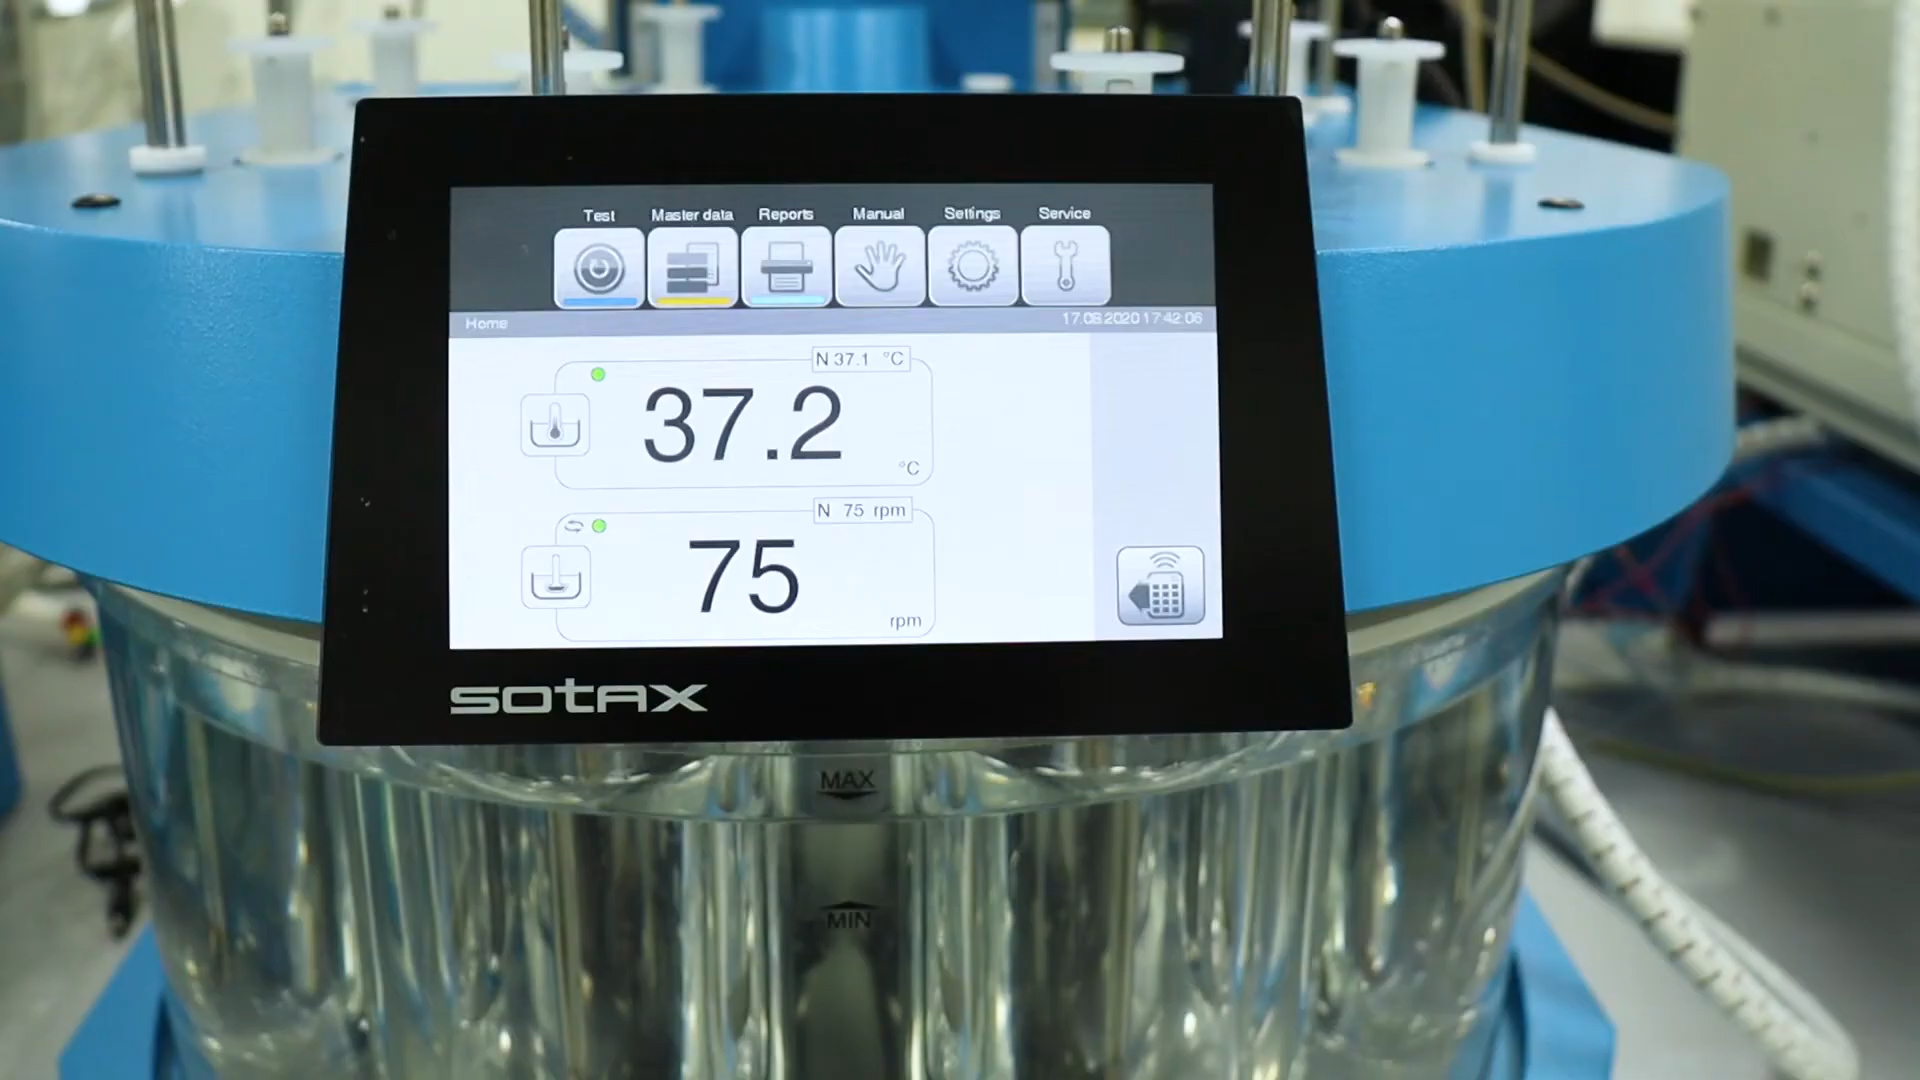 Test Master data Reports Manual Settings Service
Home 17.08.2020 17:42:06
N 37.1 °C
37.2
°C
N 75 rpm
75
rpm
sotax
MAX
MIN